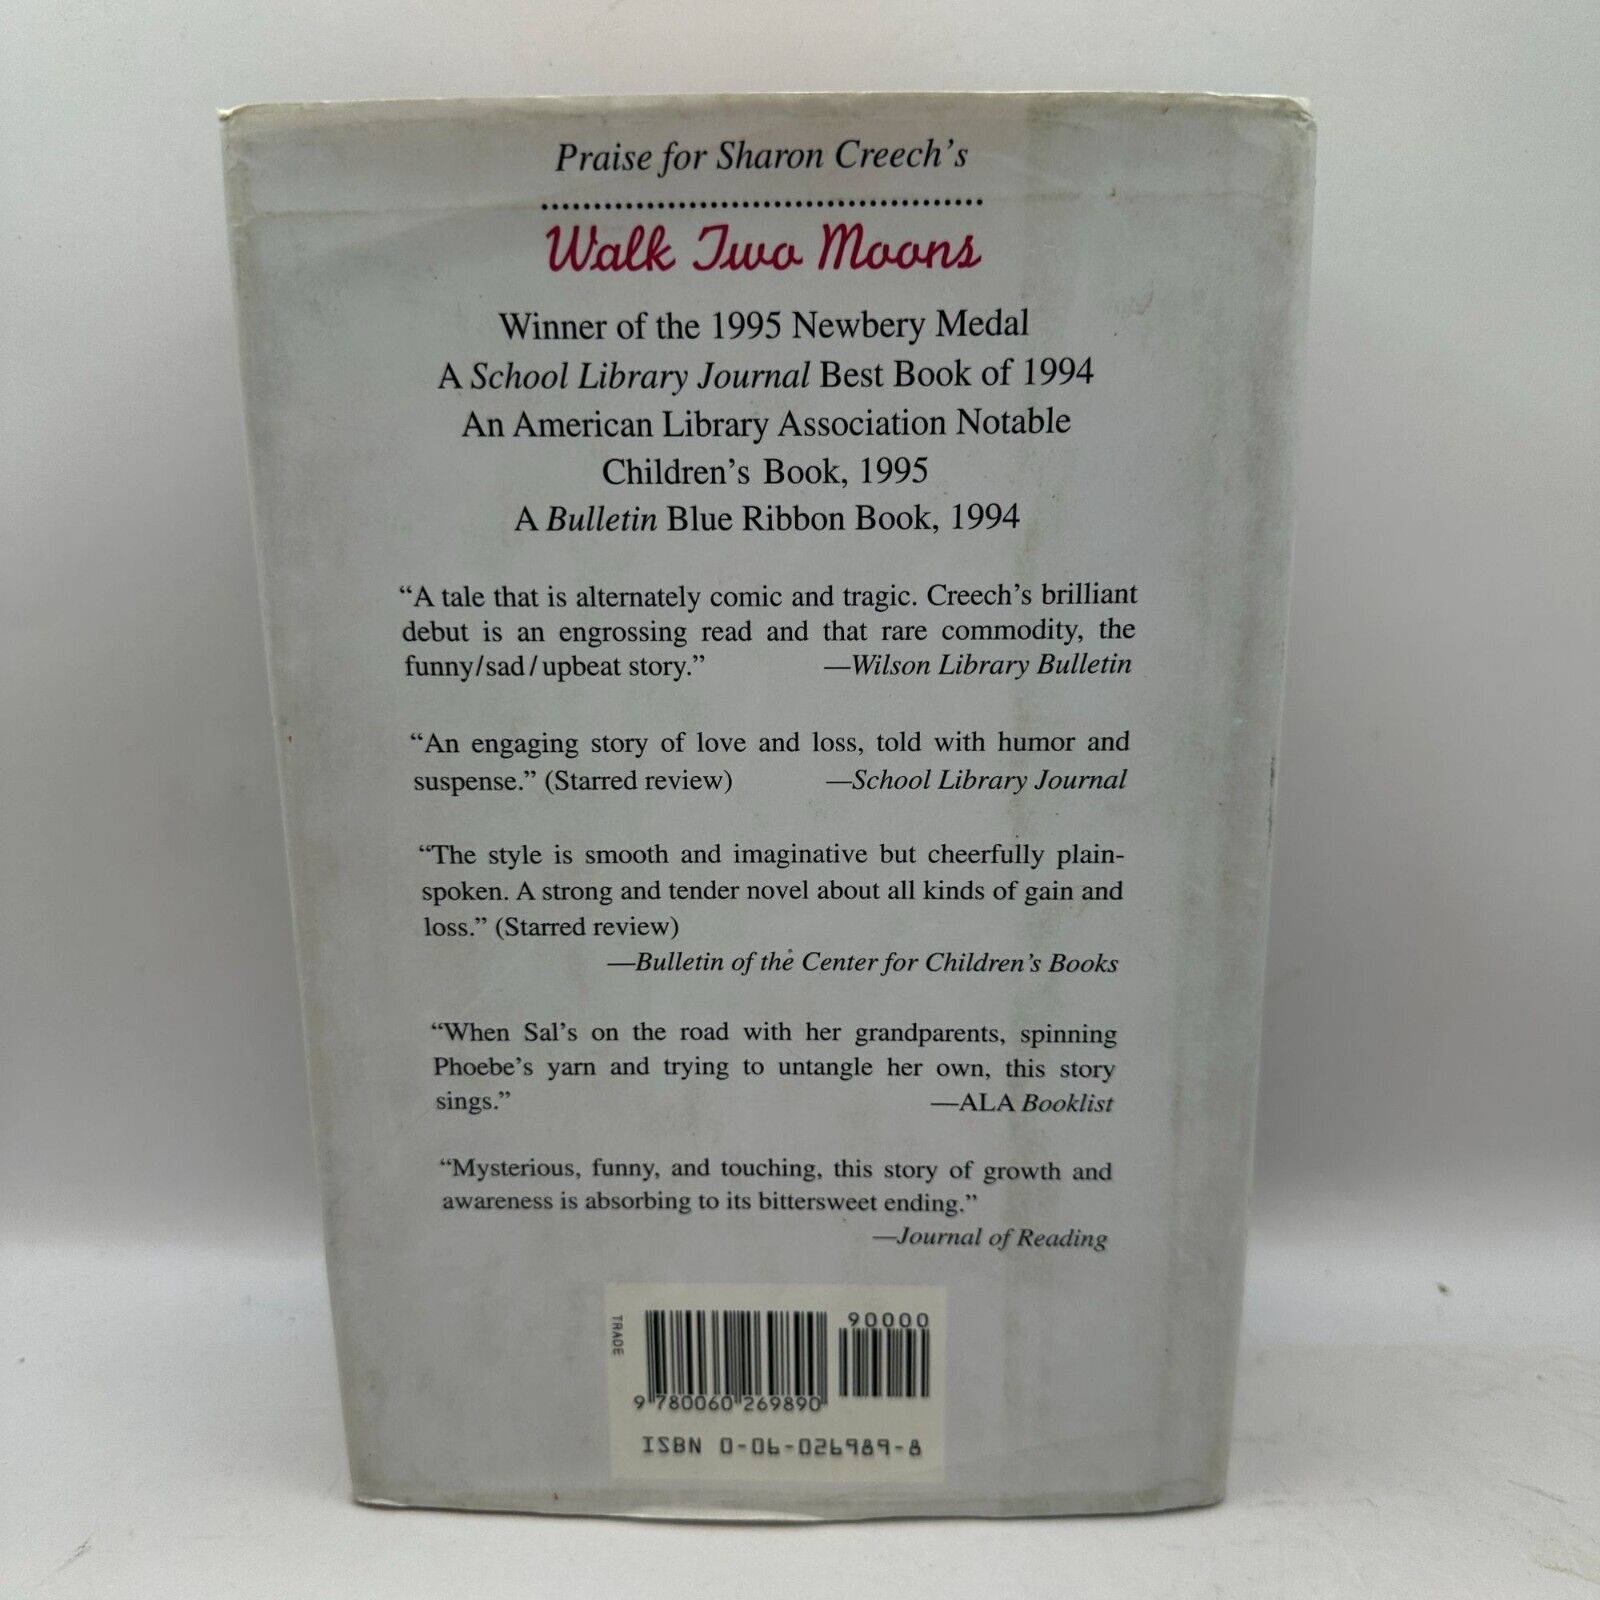 Praise for Sharon Creech's
Walk Two Moons
Winner of the 1995 Newbery Medal
A School Library Journal Best Book of 1994
An American Library Association Notable
Children's Book, 1995
A Bulletin Blue Ribbon Book, 1994
“A tale that is alternately comic and tragic. Creech's brilliant
debut is an engrossing read and that rare commodity, the
funny/sad/upbeat story.” —Wilson Library Bulletin
“An engaging story of love and loss, told with humor and
suspense.” (Starred review) —School Library Journal
“The style is smooth and imaginative but cheerfully plain-
spoken. A strong and tender novel about all kinds of gain and
loss.” (Starred review)
—Bulletin of the Center for Children's Books
“When Sal's on the road with her grandparents, spinning
Phoebe's yarn and trying to untangle her own, this story
sings.” —ALA Booklist
“Mysterious, funny, and touching, this story of growth and
awareness is absorbing to its bittersweet ending.”
—Journal of Reading
TRADE
90000
9 780060 269890
ISBN 0-06-026989-8